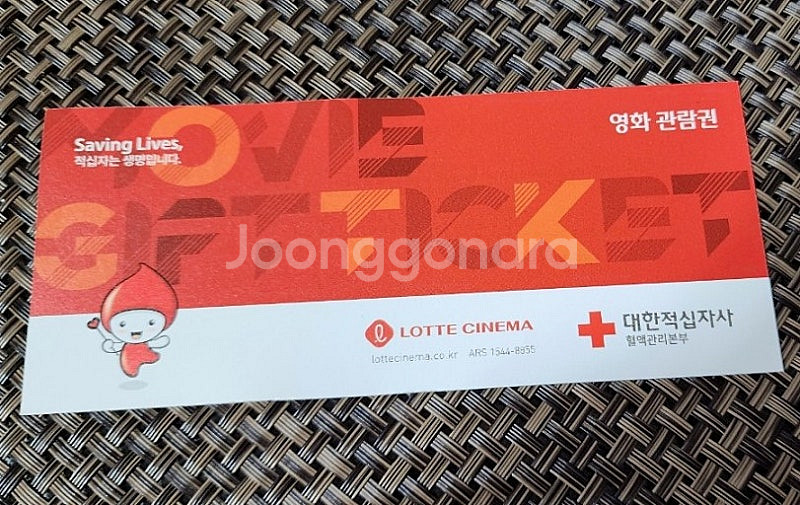 Saving Lives,
적십자는 생명입니다.
영화 관람권
MOVIE
GIFT TICKET
Joonggonara
LOTTE CINEMA
lottecinema.co.kr ARS 1544-8855
대한적십자사
혈액관리본부